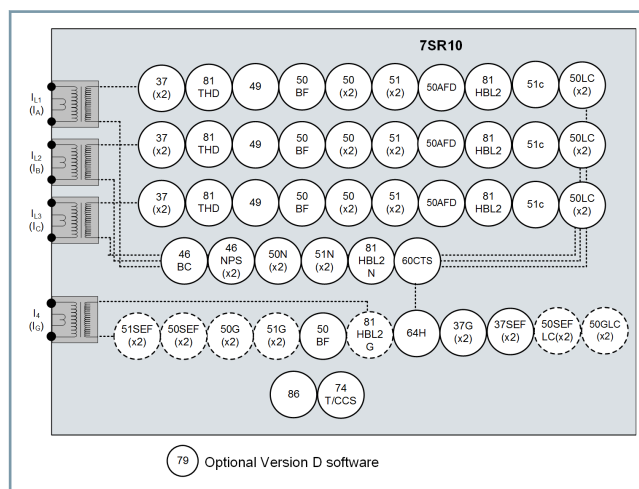 7SR10
IL1
(IA)
37
(x2)
81
THD
49
50
BF
50
(x2)
51
(x2)
50AFD
81
HBL2
51c
50LC
(x2)
IL2
(IB)
37
(x2)
81
THD
49
50
BF
50
(x2)
51
(x2)
50AFD
81
HBL2
51c
50LC
(x2)
IL3
(IC)
37
(x2)
81
THD
49
50
BF
50
(x2)
51
(x2)
50AFD
81
HBL2
51c
50LC
(x2)
46
BC
46
NPS
(x2)
50N
(x2)
51N
(x2)
81
HBL2
N
60CTS
I4
(IG)
51SEF
(x2)
50SEF
(x2)
50G
(x2)
51G
(x2)
50
BF
81
HBL2
G
64H
37G
(x2)
37SEF
(x2)
50SEF
LC(x2)
50GLC
(x2)
86
74
T/CCS
79 Optional Version D software